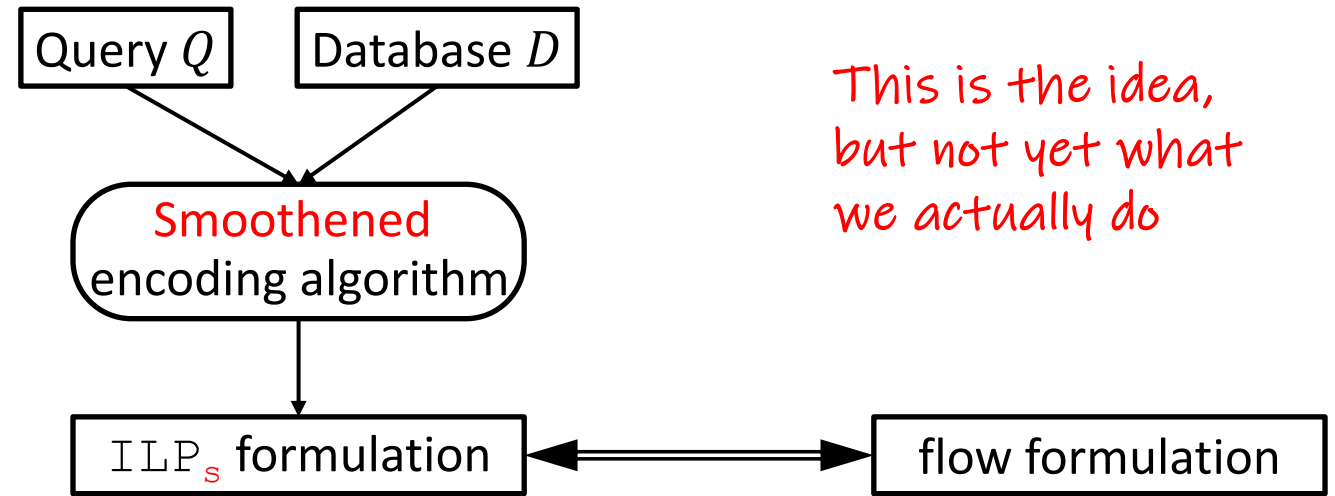 Query Q
Database D
This is the idea,
but not yet what
we actually do
Smoothened
encoding algorithm
ILPs formulation
flow formulation